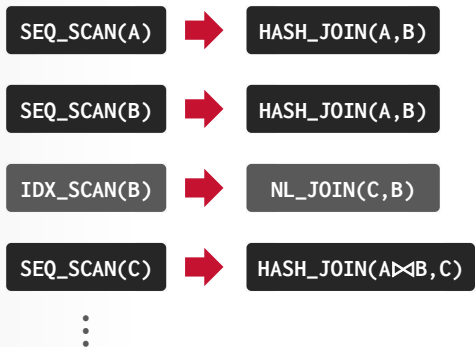 SEQ_SCAN(A) HASH_JOIN(A,B)
SEQ_SCAN(B) HASH_JOIN(A,B)
IDX_SCAN(B) NL_JOIN(C,B)
SEQ_SCAN(C) HASH_JOIN(A⨝B,C)